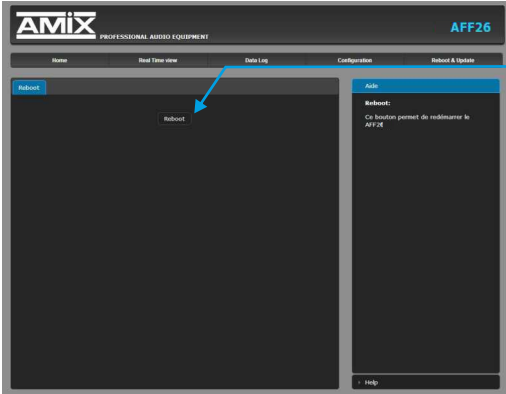 AMiX PROFESSIONAL AUDIO EQUIPMENT
AFF26
Home Real Time view Data Log Configuration Reboot & Update
Reboot
Reboot
Aide
Reboot:
Ce bouton permet de redémarrer le
AFF26
Help